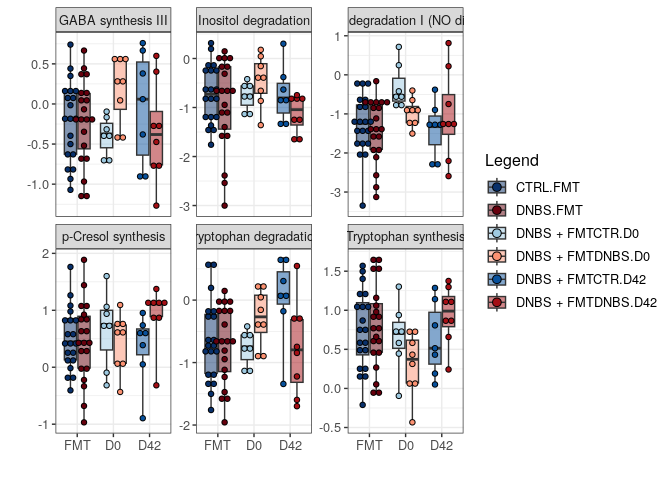 GABA synthesis III
Inositol degradation
degradation I (NO di
0.5
0.0
-0.5
-1.0
0
-1
-2
-3
1
0
-1
-2
-3
p-Cresol synthesis
ryptophan degradatio
Tryptophan synthesis
2
1
0
-1
0
-1
-2
1.5
1.0
0.5
0.0
-0.5
FMT D0 D42
FMT D0 D42
FMT D0 D42
Legend
CTRL.FMT
DNBS.FMT
DNBS + FMTCTR.D0
DNBS + FMTDNBS.D0
DNBS + FMTCTR.D42
DNBS + FMTDNBS.D42